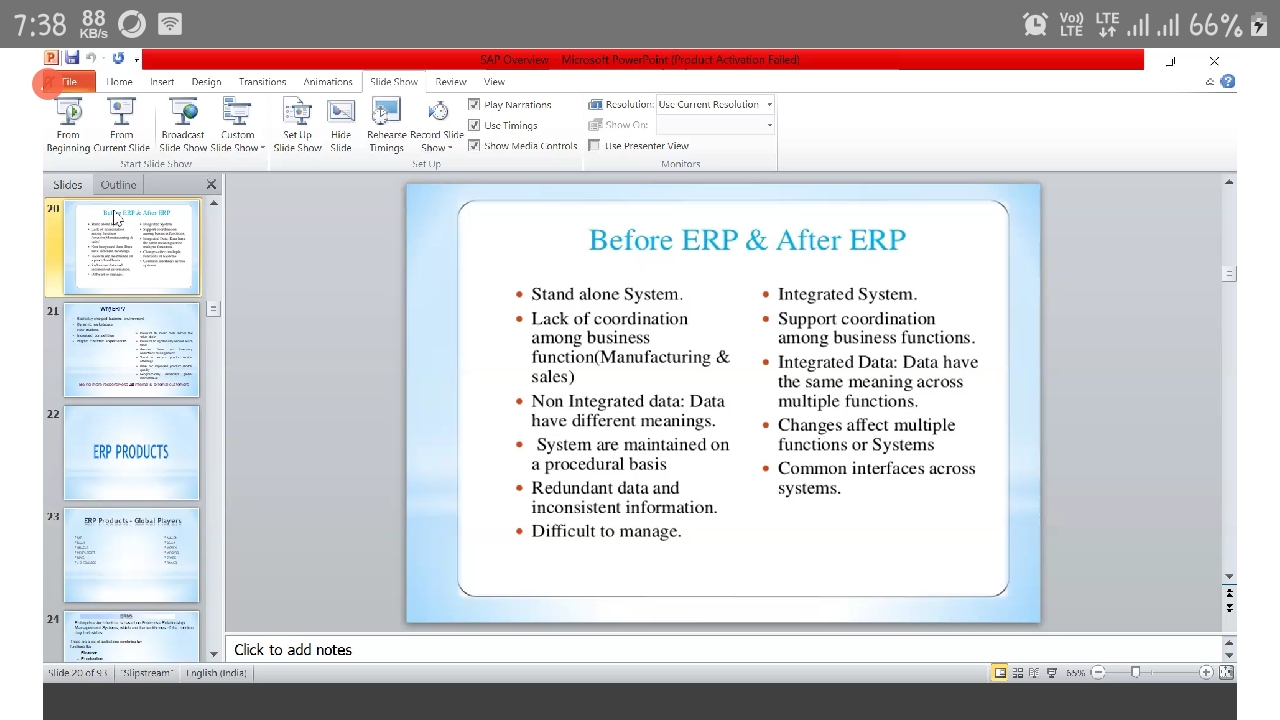 7:38 88 KB/s Vo) LTE LTE 66%
SAP Overview - Microsoft PowerPoint (Product Activation Failed)
File Home Insert Design Transitions Animations Slide Show Review View
From Beginning
From Current Slide
Broadcast Slide Show
Custom Slide Show
Start Slide Show
Set Up Slide Show
Hide Slide
Rehearse Timings
Record Slide Show
Play Narrations
Use Timings
Show Media Controls
Set Up
Resolution: Use Current Resolution
Show On:
Use Presenter View
Monitors
Slides Outline
20
Before ERP & After ERP
21
Why ERP?
22
ERP PRODUCTS
23
ERP Products - Global Players
24
Before ERP & After ERP
• Stand alone System.
• Lack of coordination
among business
function(Manufacturing &
sales)
• Non Integrated data: Data
have different meanings.
• System are maintained on
a procedural basis
• Redundant data and
inconsistent information.
• Difficult to manage.
• Integrated System.
• Support coordination
among business functions.
• Integrated Data: Data have
the same meaning across
multiple functions.
• Changes affect multiple
functions or Systems
• Common interfaces across
systems.
Click to add notes
Slide 20 of 93 "Slipstream" English (India) 65%